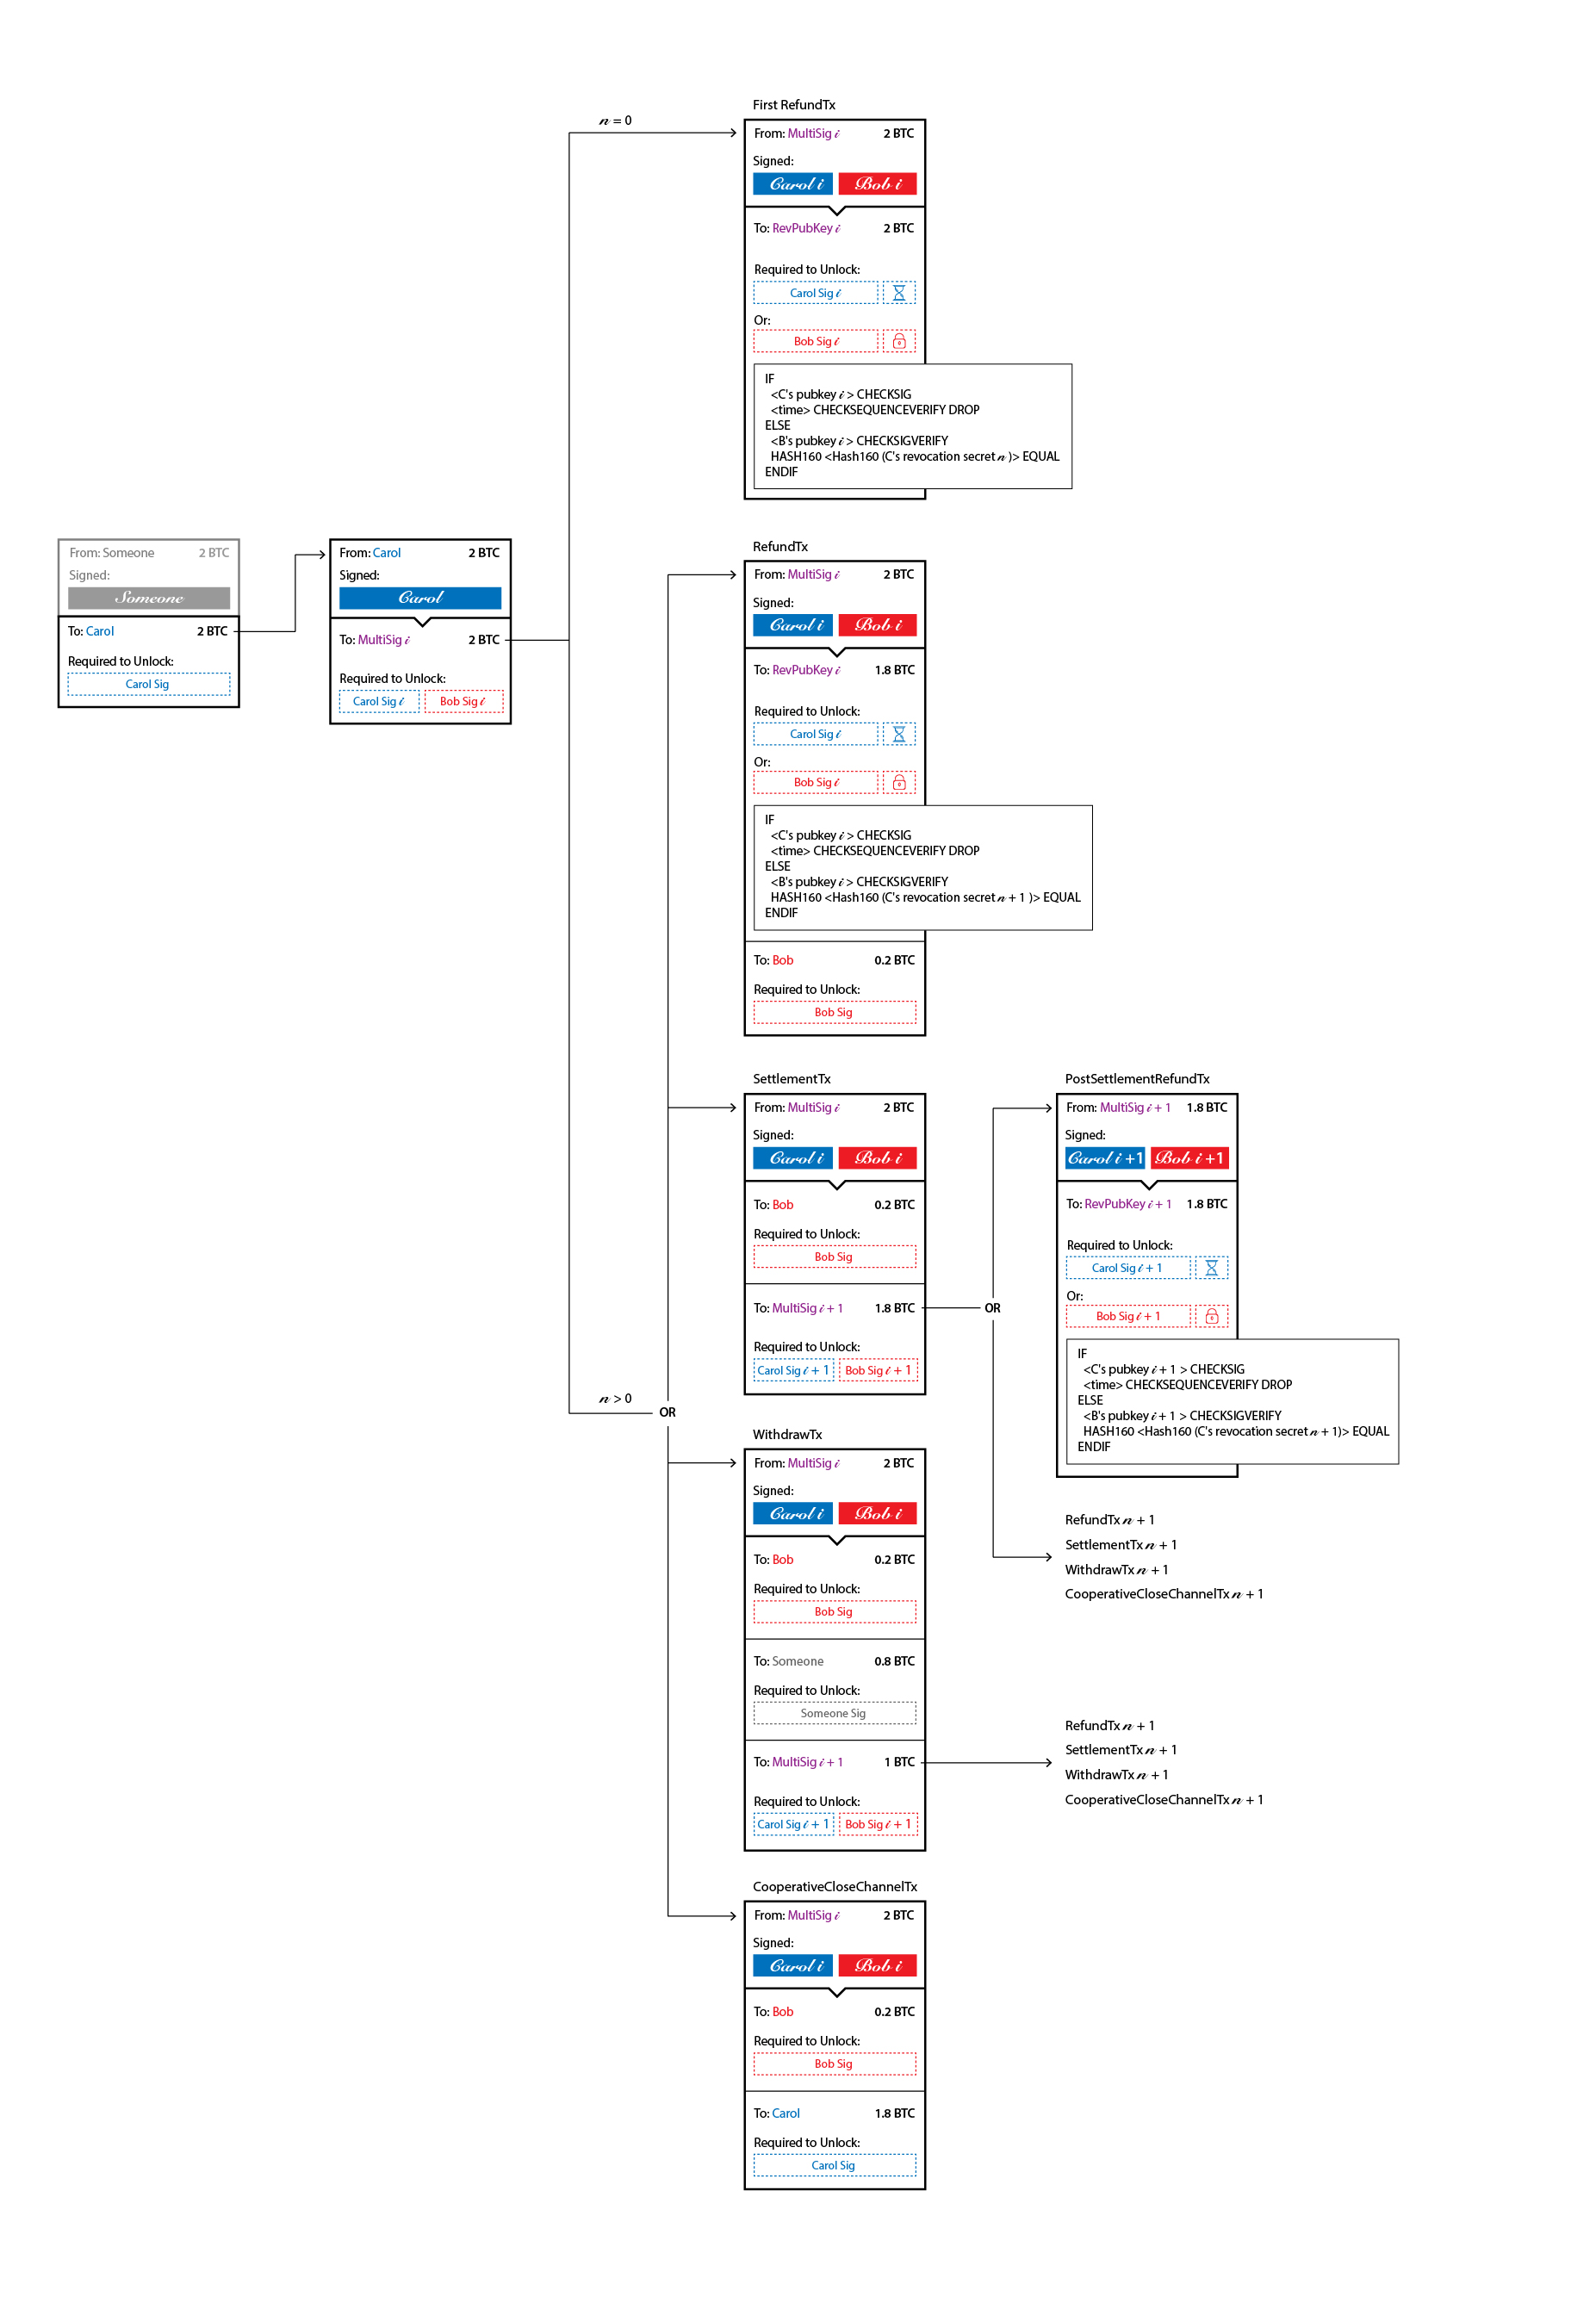 From: Someone 2 BTC
Signed:
Someone
To: Carol 2 BTC
Required to Unlock:
Carol Sig
From: Carol 2 BTC
Signed:
Carol
To: MultiSig i 2 BTC
Required to Unlock:
Carol Sig i Bob Sig i
n = 0
n > 0
OR
First RefundTx
From: MultiSig i 2 BTC
Signed:
Carol i Bob i
To: RevPubKey i 2 BTC
Required to Unlock:
Carol Sig i
Or:
Bob Sig i
IF
<C's pubkey i > CHECKSIG
<time> CHECKSEQUENCEVERIFY DROP
ELSE
<B's pubkey i > CHECKSIGVERIFY
HASH160 <Hash160 (C's revocation secret n )> EQUAL
ENDIF
RefundTx
From: MultiSig i 2 BTC
Signed:
Carol i Bob i
To: RevPubKey i 1.8 BTC
Required to Unlock:
Carol Sig i
Or:
Bob Sig i
IF
<C's pubkey i > CHECKSIG
<time> CHECKSEQUENCEVERIFY DROP
ELSE
<B's pubkey i > CHECKSIGVERIFY
HASH160 <Hash160 (C's revocation secret n + 1 )> EQUAL
ENDIF
To: Bob 0.2 BTC
Required to Unlock:
Bob Sig
SettlementTx
From: MultiSig i 2 BTC
Signed:
Carol i Bob i
To: Bob 0.2 BTC
Required to Unlock:
Bob Sig
To: MultiSig i + 1 1.8 BTC
Required to Unlock:
Carol Sig i + 1 Bob Sig i + 1
OR
PostSettlementRefundTx
From: MultiSig i + 1 1.8 BTC
Signed:
Carol i +1 Bob i +1
To: RevPubKey i + 1 1.8 BTC
Required to Unlock:
Carol Sig i + 1
Or:
Bob Sig i + 1
IF
<C's pubkey i + 1 > CHECKSIG
<time> CHECKSEQUENCEVERIFY DROP
ELSE
<B's pubkey i + 1 > CHECKSIGVERIFY
HASH160 <Hash160 (C's revocation secret n + 1)> EQUAL
ENDIF
RefundTx n + 1
SettlementTx n + 1
WithdrawTx n + 1
CooperativeCloseChannelTx n + 1
WithdrawTx
From: MultiSig i 2 BTC
Signed:
Carol i Bob i
To: Bob 0.2 BTC
Required to Unlock:
Bob Sig
To: Someone 0.8 BTC
Required to Unlock:
Someone Sig
To: MultiSig i + 1 1 BTC
Required to Unlock:
Carol Sig i + 1 Bob Sig i + 1
RefundTx n + 1
SettlementTx n + 1
WithdrawTx n + 1
CooperativeCloseChannelTx n + 1
CooperativeCloseChannelTx
From: MultiSig i 2 BTC
Signed:
Carol i Bob i
To: Bob 0.2 BTC
Required to Unlock:
Bob Sig
To: Carol 1.8 BTC
Required to Unlock:
Carol Sig